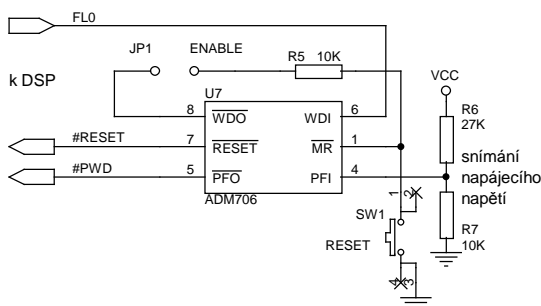 FL0
JP1
ENABLE
R5 10K
k DSP
VCC
U7
8
WDO
WDI
6
R6
27K
#RESET
7
RESET
MR
1
snímání
napájecího
napětí
#PWD
5
PFO
PFI
4
ADM706
1
2
SW1
RESET
R7
10K
4
3